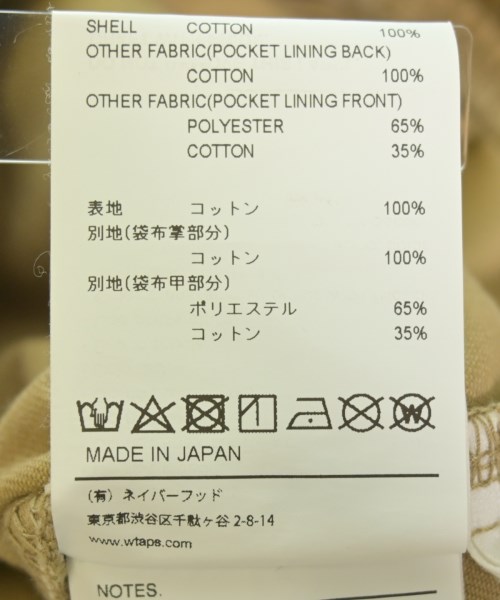 SHELL COTTON 100%
OTHER FABRIC(POCKET LINING BACK)
COTTON 100%
OTHER FABRIC(POCKET LINING FRONT)
POLYESTER 65%
COTTON 35%
表地 コットン 100%
別地(袋布掌部分)
コットン 100%
別地(袋布甲部分)
ポリエステル 65%
コットン 35%
W
MADE IN JAPAN
(有) ネイバーフッド
東京都渋谷区千駄ヶ谷 2-8-14
www.wtaps.com
NOTES.